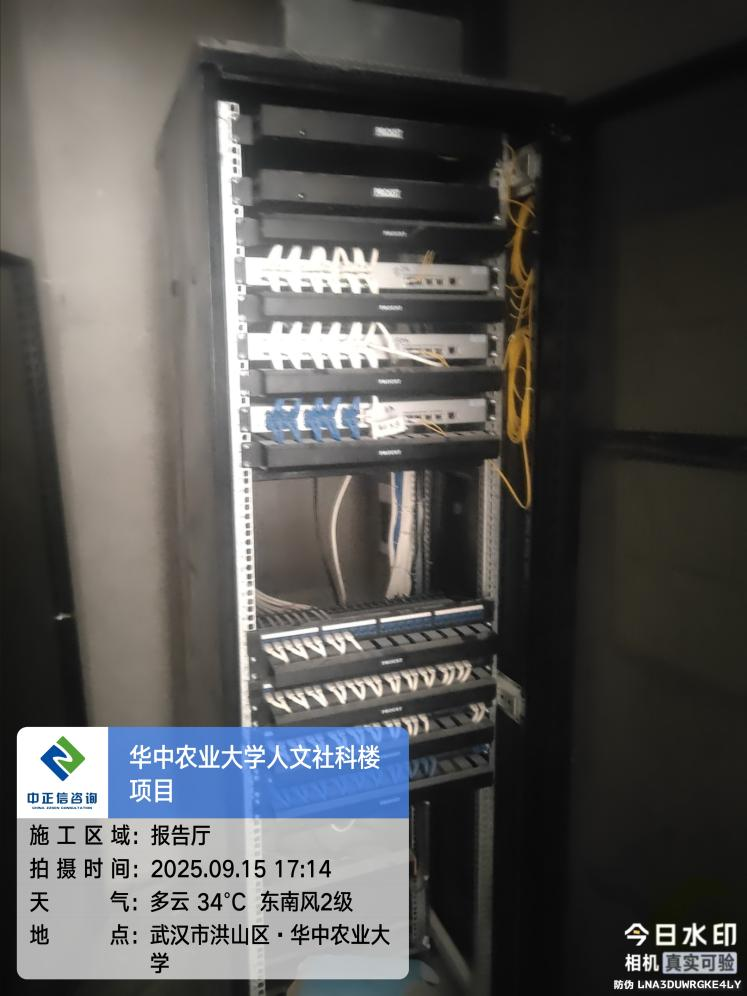 华中农业大学人文社科楼
项目
中正信咨询
施工区域：报告厅
拍摄时间：2025.09.15 17:14
天气：多云 34℃ 东南风2级
地点：武汉市洪山区·华中农业大
学
今日水印
相机 真实可验
防伪 LNA3DUWRGKE4LY